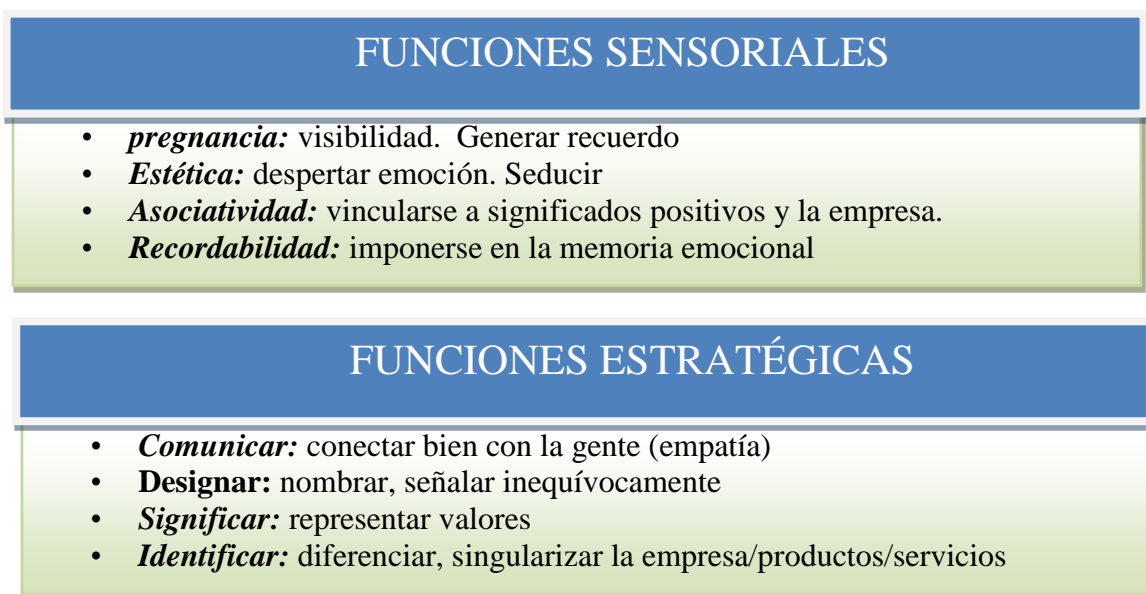 FUNCIONES SENSORIALES
• pregnancia: visibilidad. Generar recuerdo
• Estética: despertar emoción. Seducir
• Asociatividad: vincularse a significados positivos y la empresa.
• Recordabilidad: imponerse en la memoria emocional
FUNCIONES ESTRATÉGICAS
• Comunicar: conectar bien con la gente (empatía)
• Designar: nombrar, señalar inequívocamente
• Significar: representar valores
• Identificar: diferenciar, singularizar la empresa/productos/servicios